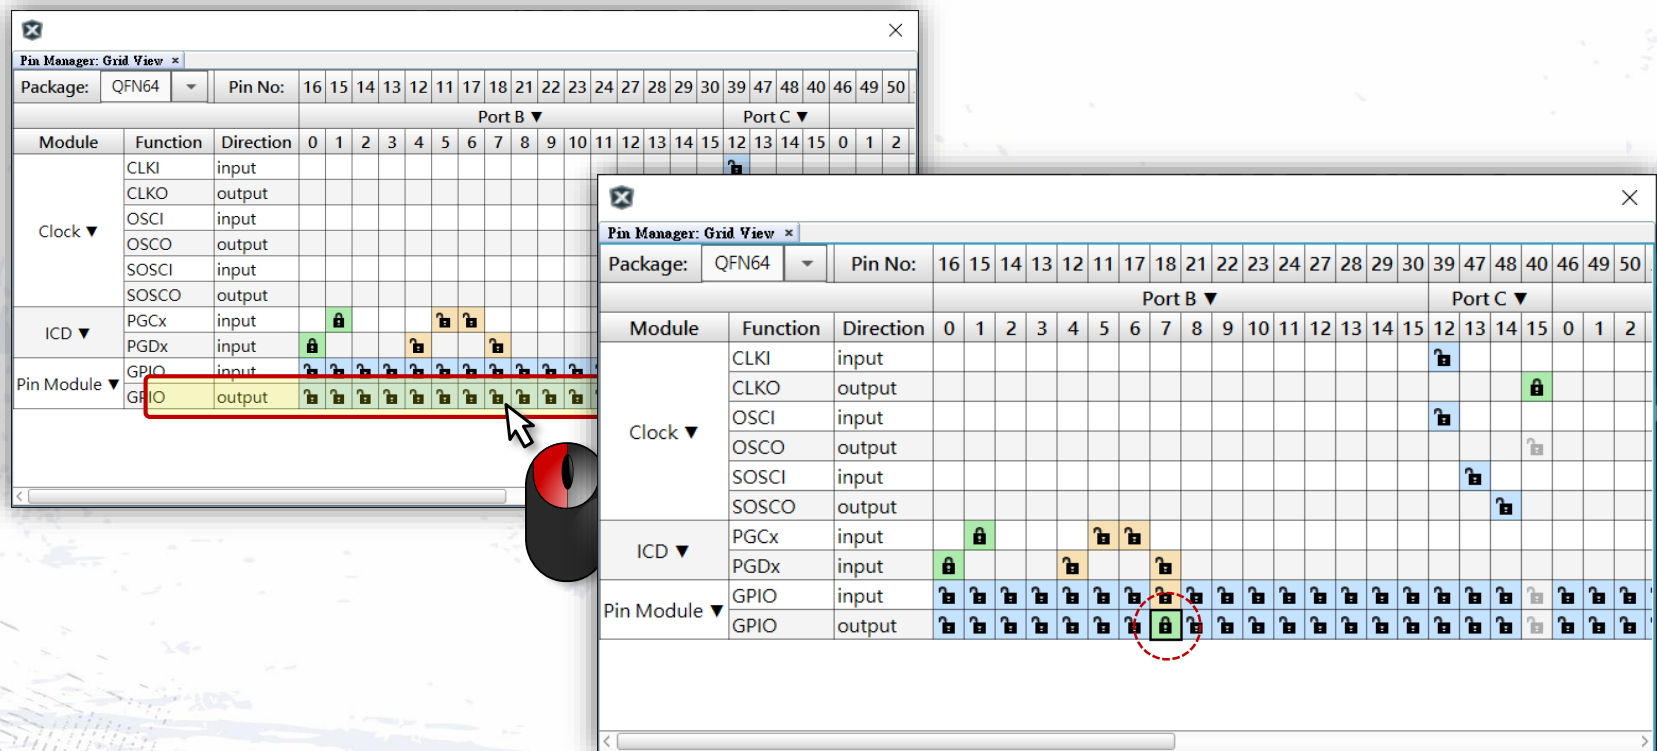 Pin Manager: Grid View ×
Package: QFN64 Pin No: 16 15 14 13 12 11 17 18 21 22 23 24 27 28 29 30 39 47 48 40 46 49 50
Port B ▼ Port C ▼
Module Function Direction 0 1 2 3 4 5 6 7 8 9 10 11 12 13 14 15 12 13 14 15 0 1 2
Clock ▼
CLKI input
CLKO output
OSCI input
OSCO output
SOSCI input
SOSCO output
ICD ▼
PGCx input
PGDx input
Pin Module ▼
GPIO input
GPIO output
Pin Manager: Grid View ×
Package: QFN64 Pin No: 16 15 14 13 12 11 17 18 21 22 23 24 27 28 29 30 39 47 48 40 46 49 50
Port B ▼ Port C ▼
Module Function Direction 0 1 2 3 4 5 6 7 8 9 10 11 12 13 14 15 12 13 14 15 0 1 2
Clock ▼
CLKI input
CLKO output
OSCI input
OSCO output
SOSCI input
SOSCO output
ICD ▼
PGCx input
PGDx input
Pin Module ▼
GPIO input
GPIO output